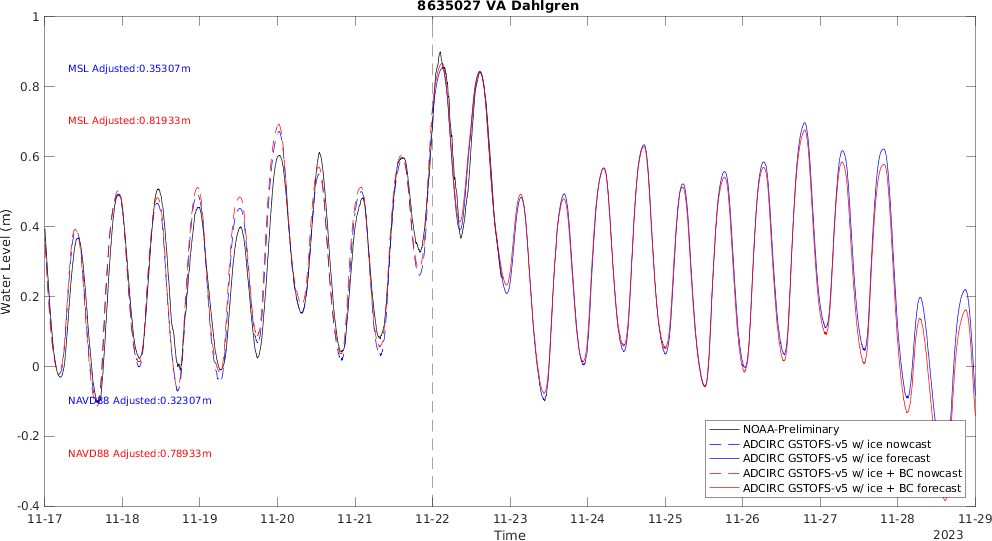 8635027 VA Dahlgren
1
MSL Adjusted:0.35307m
0.8
MSL Adjusted:0.81933m
0.6
0.4
Water Level (m)
0.2
0
NAVD88 Adjusted:0.32307m
-0.2
NAVD88 Adjusted:0.78933m
-0.4
NOAA-Preliminary
ADCIRC GSTOFS-v5 w/ ice nowcast
ADCIRC GSTOFS-v5 w/ ice forecast
ADCIRC GSTOFS-v5 w/ ice + BC nowcast
ADCIRC GSTOFS-v5 w/ ice + BC forecast
11-17 11-18 11-19 11-20 11-21 11-22 11-23 11-24 11-25 11-26 11-27 11-28 11-29
Time
2023